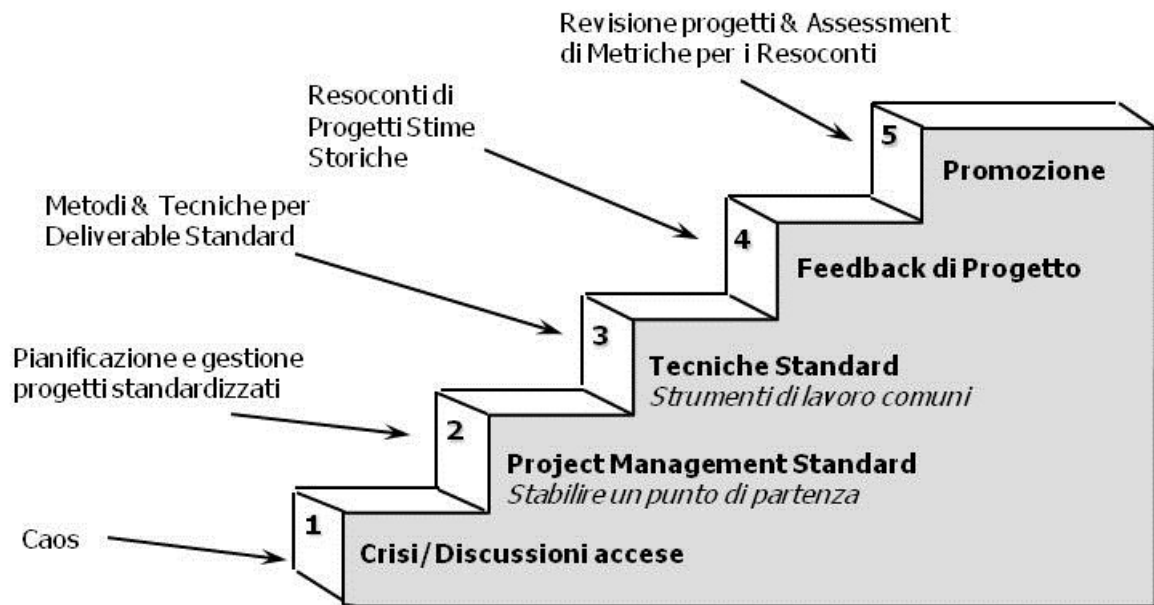 Revisione progetti & Assessment
di Metriche per i Resoconti
Resoconti di
Progetti Stime
Storiche
5
Promozione
Metodi & Tecniche per
Deliverable Standard
4
Feedback di Progetto
3
Tecniche Standard
Strumenti di lavoro comuni
Pianificazione e gestione
progetti standardizzati
2
Project Management Standard
Stabilire un punto di partenza
1
Caos
Crisi/Discussioni accese